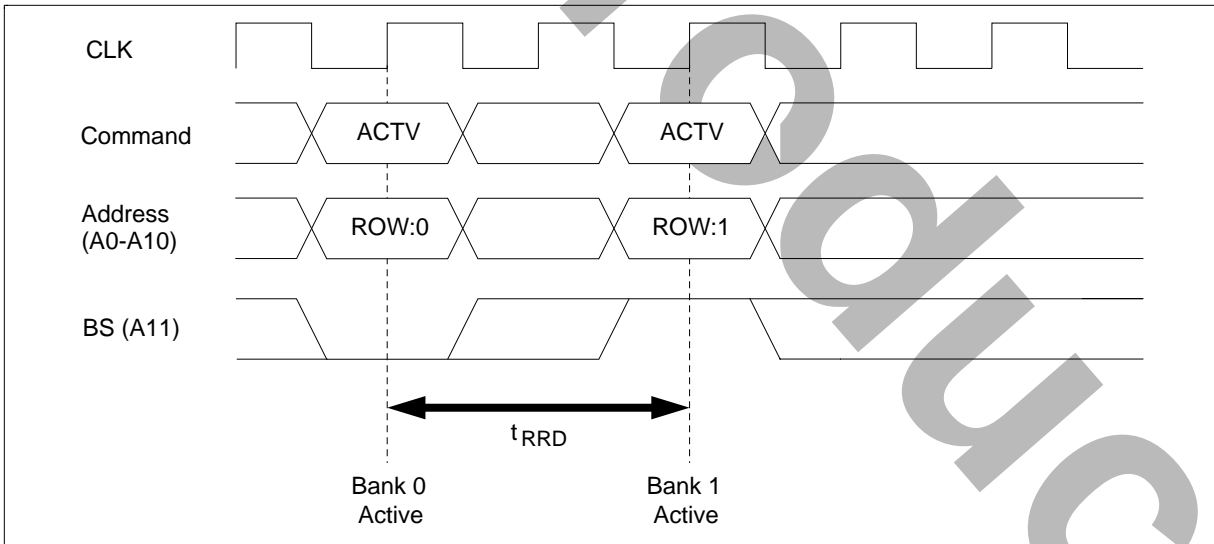 CLK
Command
ACTV
ACTV
Address
(A0-A10)
ROW:0
ROW:1
BS (A11)
tRRD
Bank 0
Active
Bank 1
Active